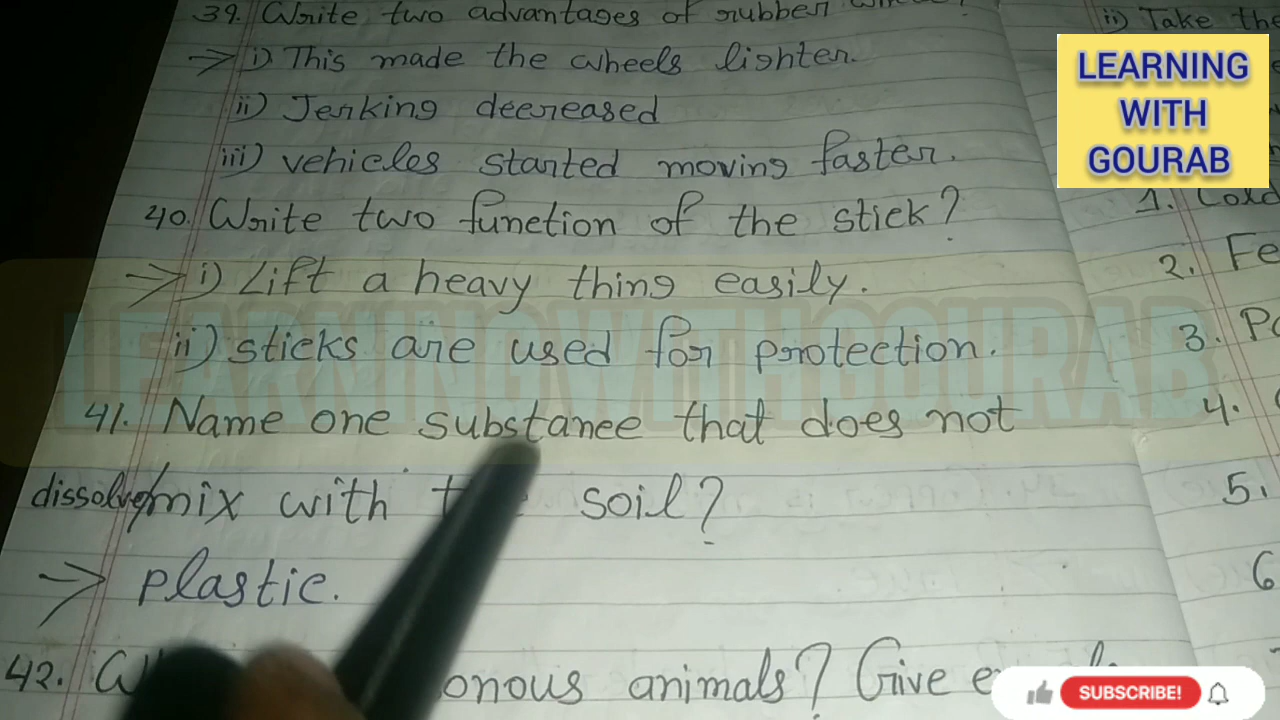 39. Write two advantages of rubber
ii) Take the
⇒ i) This made the wheels lighter.
ii) Jerking decreased
iii) vehicles started moving faster.
40. Write two function of the stick?
⇒ i) Lift a heavy thing easily.
ii) sticks are used for protection.
41. Name one substance that does not
dissolve/mix with the soil?
⇒ plastic.
42. animals? Give
1. Cold
2. Fe
3. Po
4.
5.
6
LEARNING
WITH
GOURAB
LEARNINGWITHGOURAB
SUBSCRIBE!